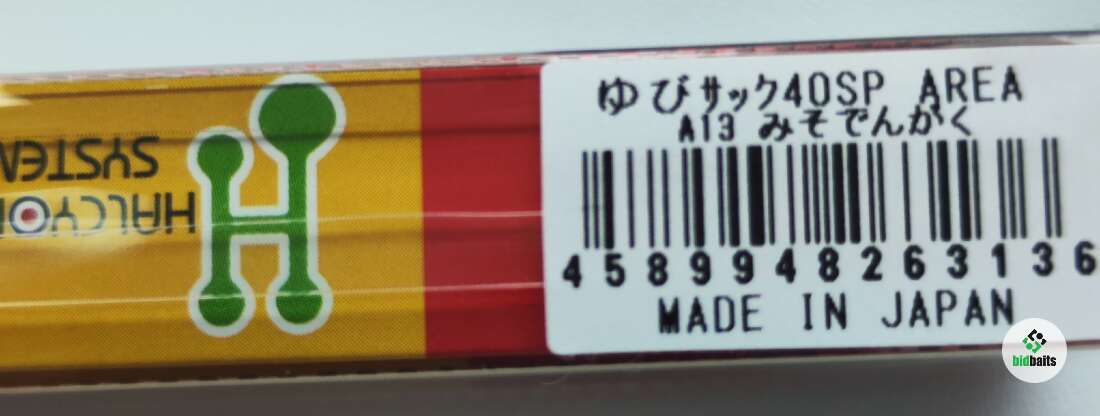 ゆびサック40SP AREA
A13 みそでんがく
4589948263136
MADE IN JAPAN
HALCYO
SYSTEM
bidbaits